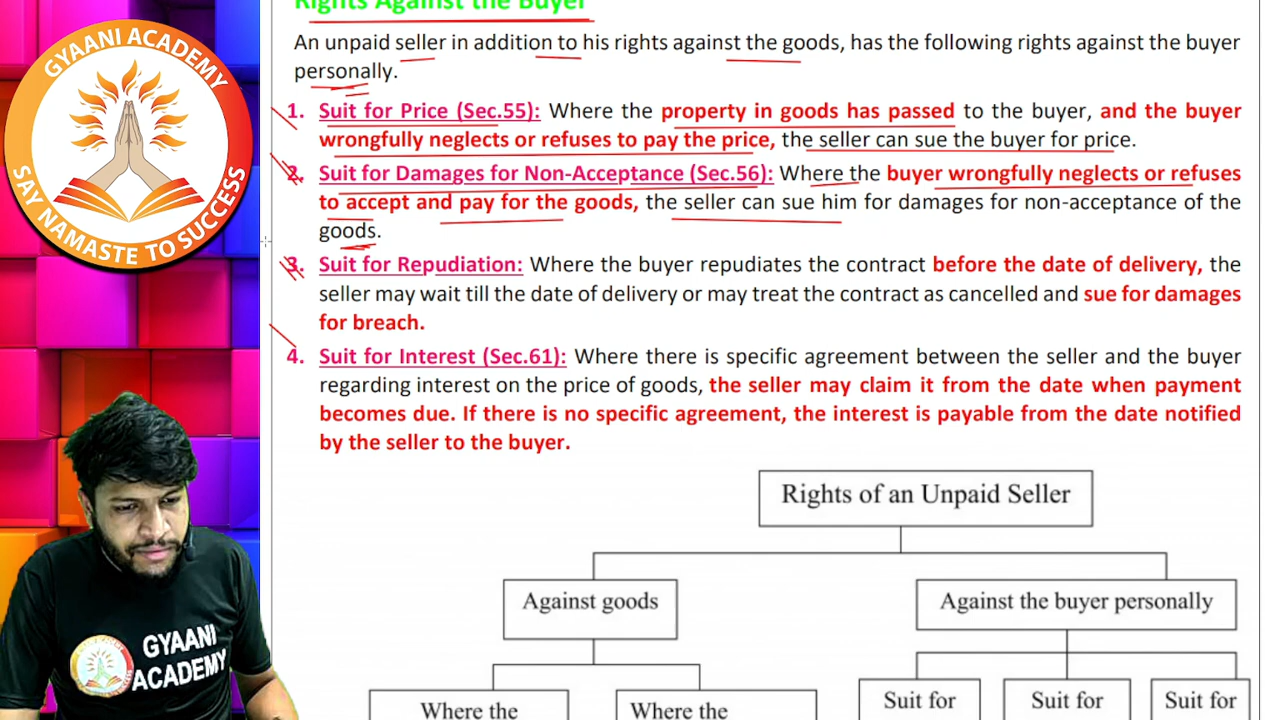 GYAANI ACADEMY
SAY NAMASTE TO SUCCESS
Rights Against the Buyer
An unpaid seller in addition to his rights against the goods, has the following rights against the buyer
personally.
1. Suit for Price (Sec.55): Where the property in goods has passed to the buyer, and the buyer
wrongfully neglects or refuses to pay the price, the seller can sue the buyer for price.
2. Suit for Damages for Non-Acceptance (Sec.56): Where the buyer wrongfully neglects or refuses
to accept and pay for the goods, the seller can sue him for damages for non-acceptance of the
goods.
3. Suit for Repudiation: Where the buyer repudiates the contract before the date of delivery, the
seller may wait till the date of delivery or may treat the contract as cancelled and sue for damages
for breach.
4. Suit for Interest (Sec.61): Where there is specific agreement between the seller and the buyer
regarding interest on the price of goods, the seller may claim it from the date when payment
becomes due. If there is no specific agreement, the interest is payable from the date notified
by the seller to the buyer.
Rights of an Unpaid Seller
Against goods
Against the buyer personally
Where the
Where the
Suit for
Suit for
Suit for
GYAANI
ACADEMY